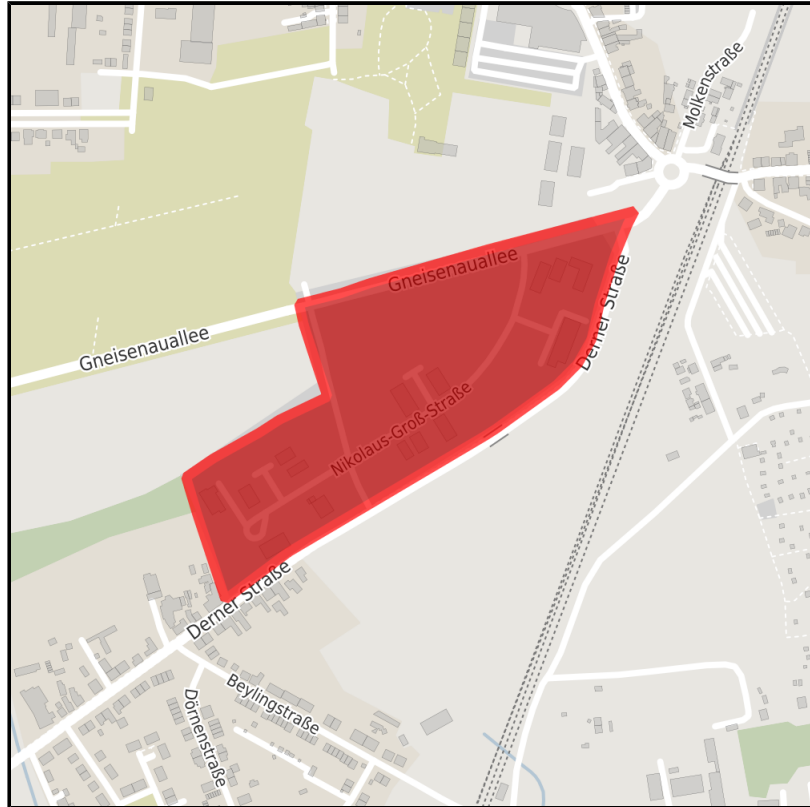 Molkenstraße
Gneisenauallee
Derner Straße
Gneisenauallee
Nikolaus-Groß-Straße
Derner Straße
Beylingstraße
Dörnenstraße